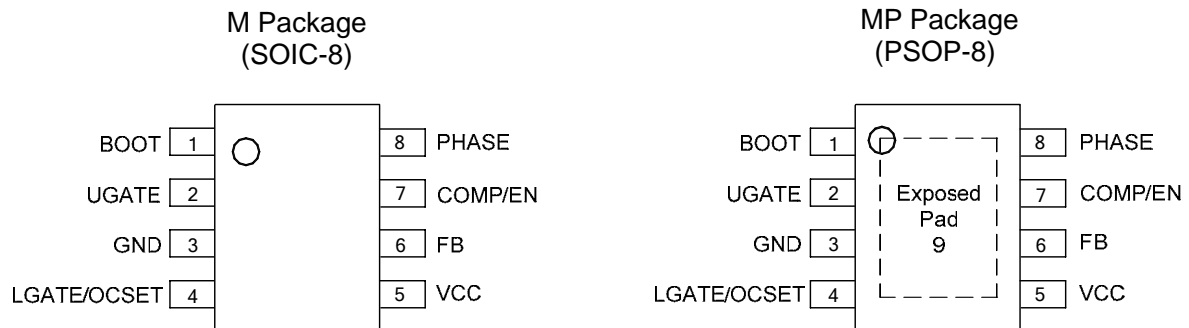 M Package
(SOIC-8)
BOOT 1
8 PHASE
UGATE 2
7 COMP/EN
GND 3
6 FB
LGATE/OCSET 4
5 VCC
MP Package
(PSOP-8)
BOOT 1
8 PHASE
UGATE 2
7 COMP/EN
GND 3
6 FB
LGATE/OCSET 4
5 VCC
Exposed
Pad
9